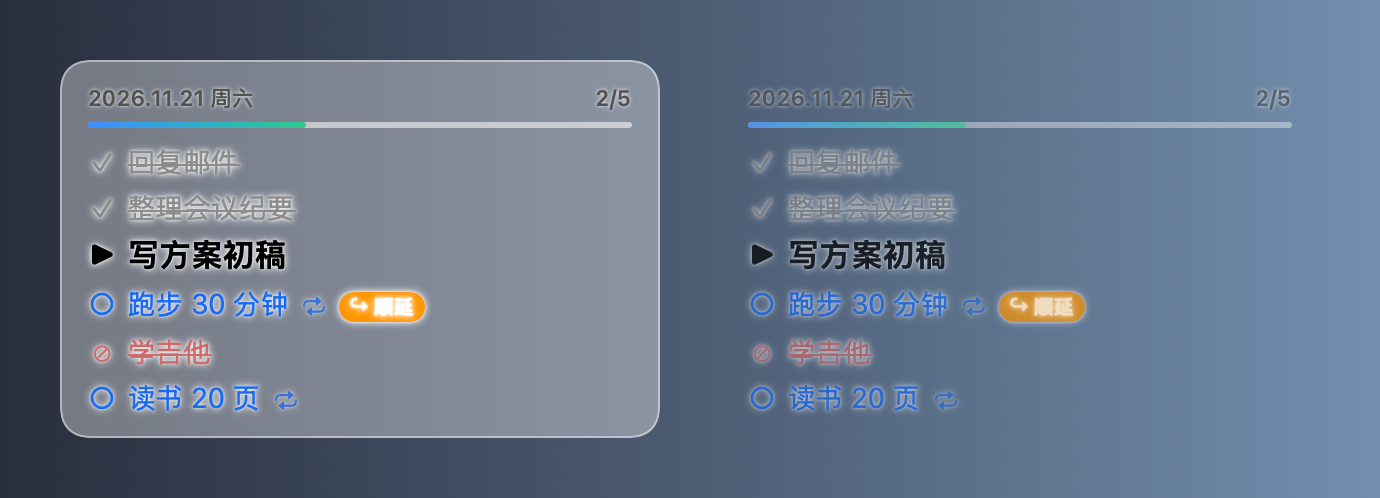 2026.11.21 周六 2/5
回复邮件
整理会议纪要
写方案初稿
跑步 30 分钟 顺延
学吉他
读书 20 页
2026.11.21 周六 2/5
回复邮件
整理会议纪要
写方案初稿
跑步 30 分钟 顺延
学吉他
读书 20 页